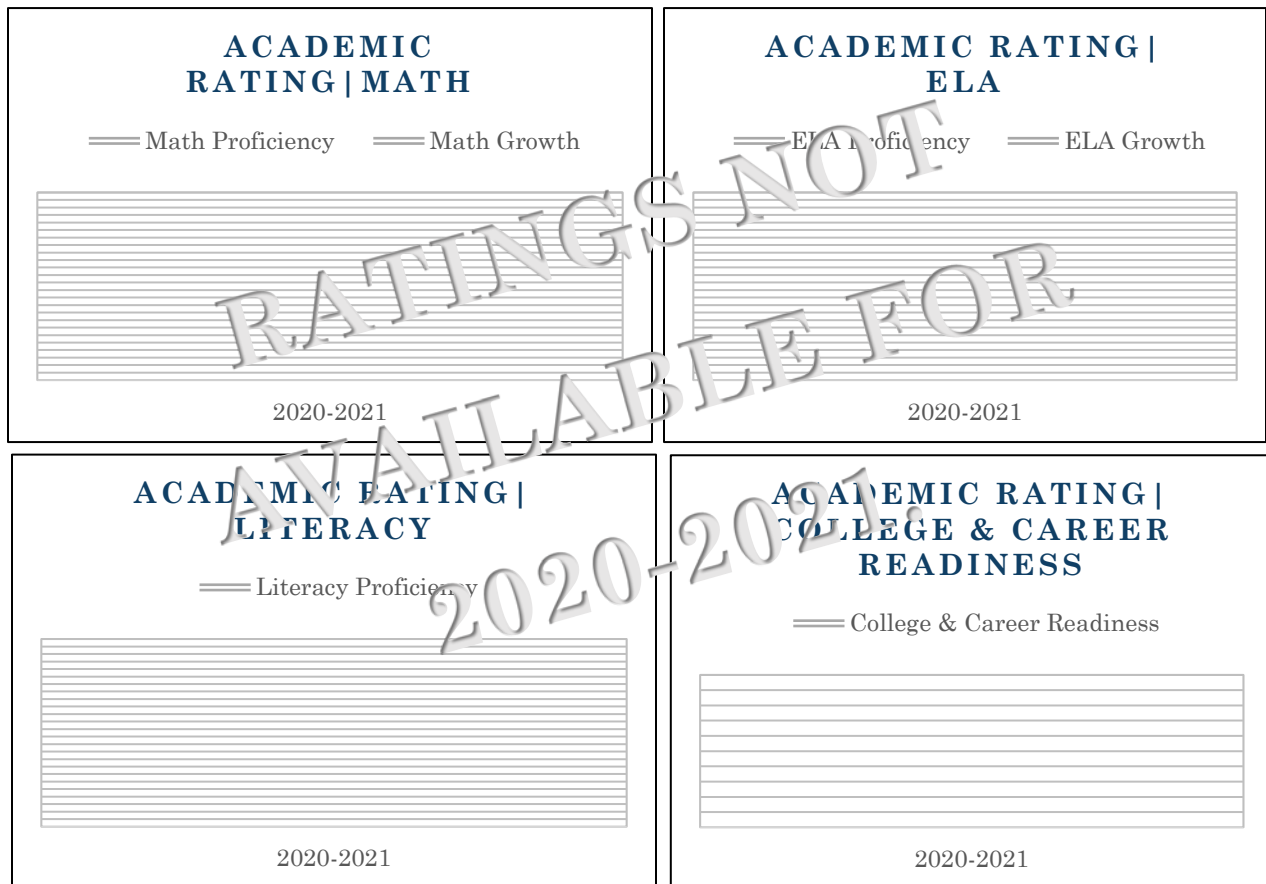 ACADEMIC
RATING|MATH
Math Proficiency Math Growth
2020-2021
ACADEMIC RATING|
ELA
ELA Proficiency ELA Growth
2020-2021
ACADEMIC RATING|
LITERACY
Literacy Proficiency
2020-2021
ACADEMIC RATING|
COLLEGE & CAREER
READINESS
College & Career Readiness
2020-2021
RATINGS NOT
AVAILABLE FOR
2020-2021.